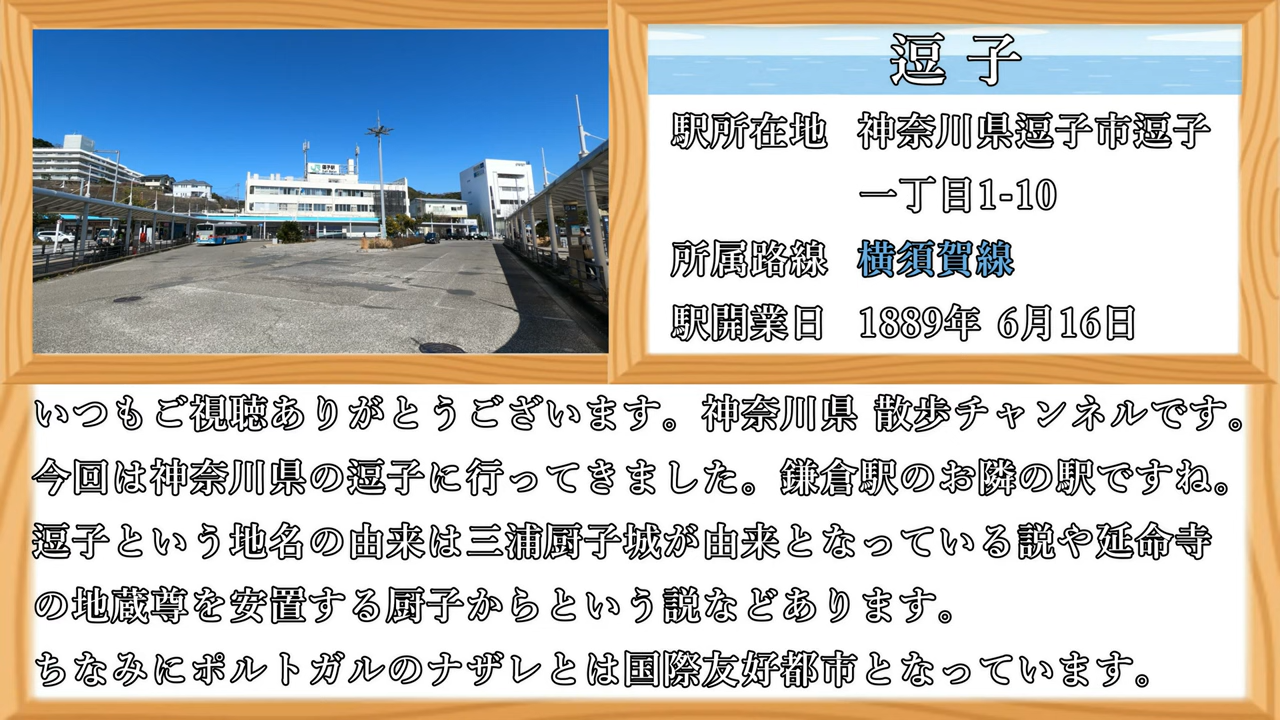 逗子
駅所在地 神奈川県逗子市逗子
一丁目1-10
所属路線 横須賀線
駅開業日 1889年 6月16日
いつもご視聴ありがとうございます。神奈川県 散歩チャンネルです。
今回は神奈川県の逗子に行ってきました。鎌倉駅のお隣の駅ですね。
逗子という地名の由来は三浦厨子城が由来となっている説や延命寺
の地蔵尊を安置する厨子からという説などあります。
ちなみにポルトガルのナザレとは国際友好都市となっています。